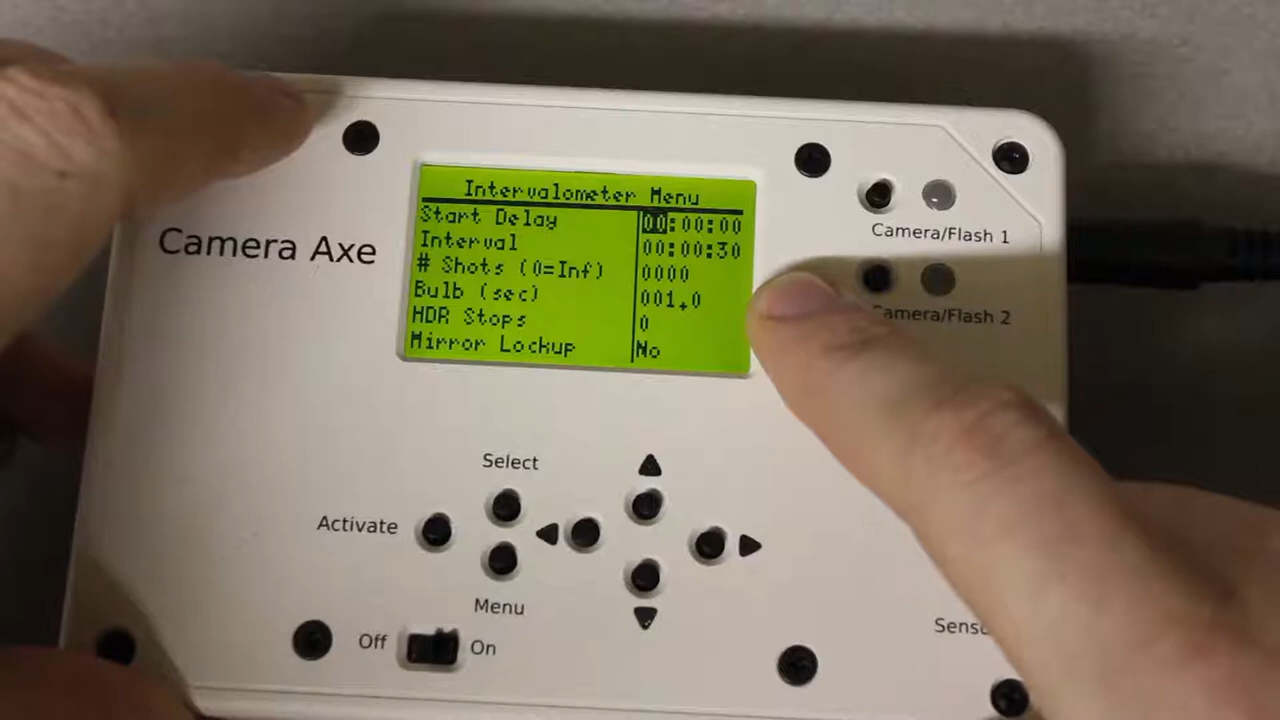 Intervalometer Menu
Start Delay 00:00:00
Interval 00:00:30
# Shots (0=Inf) 0000
Bulb (sec) 001.0
HDR Stops 0
Mirror Lockup No
Camera Axe
Camera/Flash 1
Camera/Flash 2
Select
Activate
Menu
Off
On